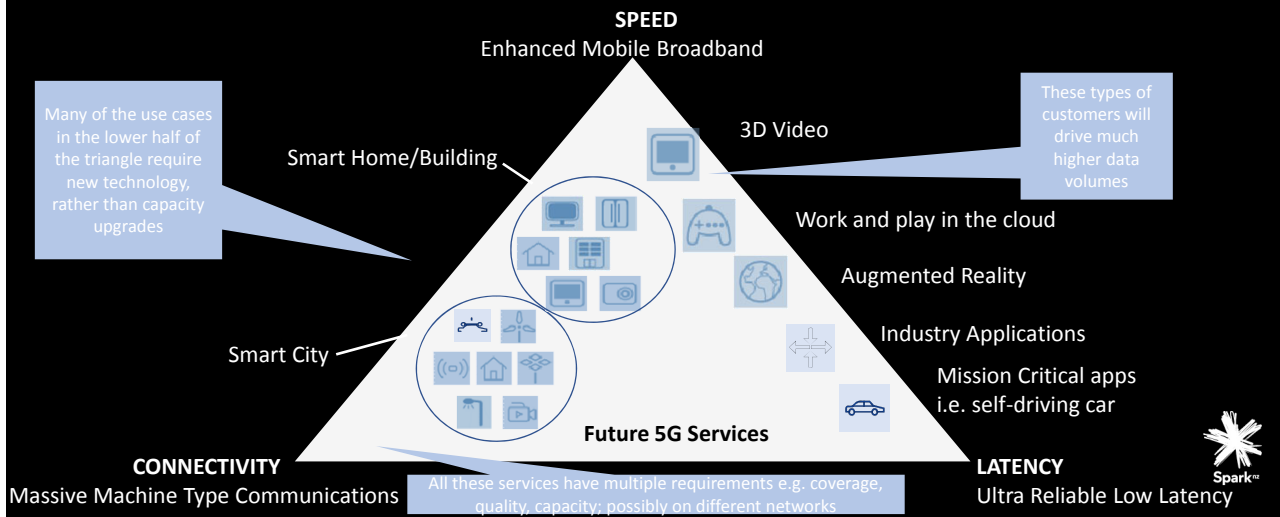 SPEED
Enhanced Mobile Broadband
Many of the use cases
in the lower half of
the triangle require
new technology,
rather than capacity
upgrades
These types of
customers will
drive much
higher data
volumes
3D Video
Smart Home/Building
Work and play in the cloud
Augmented Reality
Industry Applications
Smart City
Mission Critical apps
i.e. self-driving car
Future 5G Services
CONNECTIVITY
Massive Machine Type Communications
All these services have multiple requirements e.g. coverage,
quality, capacity; possibly on different networks
LATENCY
Ultra Reliable Low Latency
Spark nz